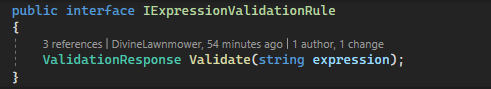 public interface IExpressionValidationRule
{
3 references | DivineLawnmower, 54 minutes ago | 1 author, 1 change
ValidationResponse Validate(string expression);
}